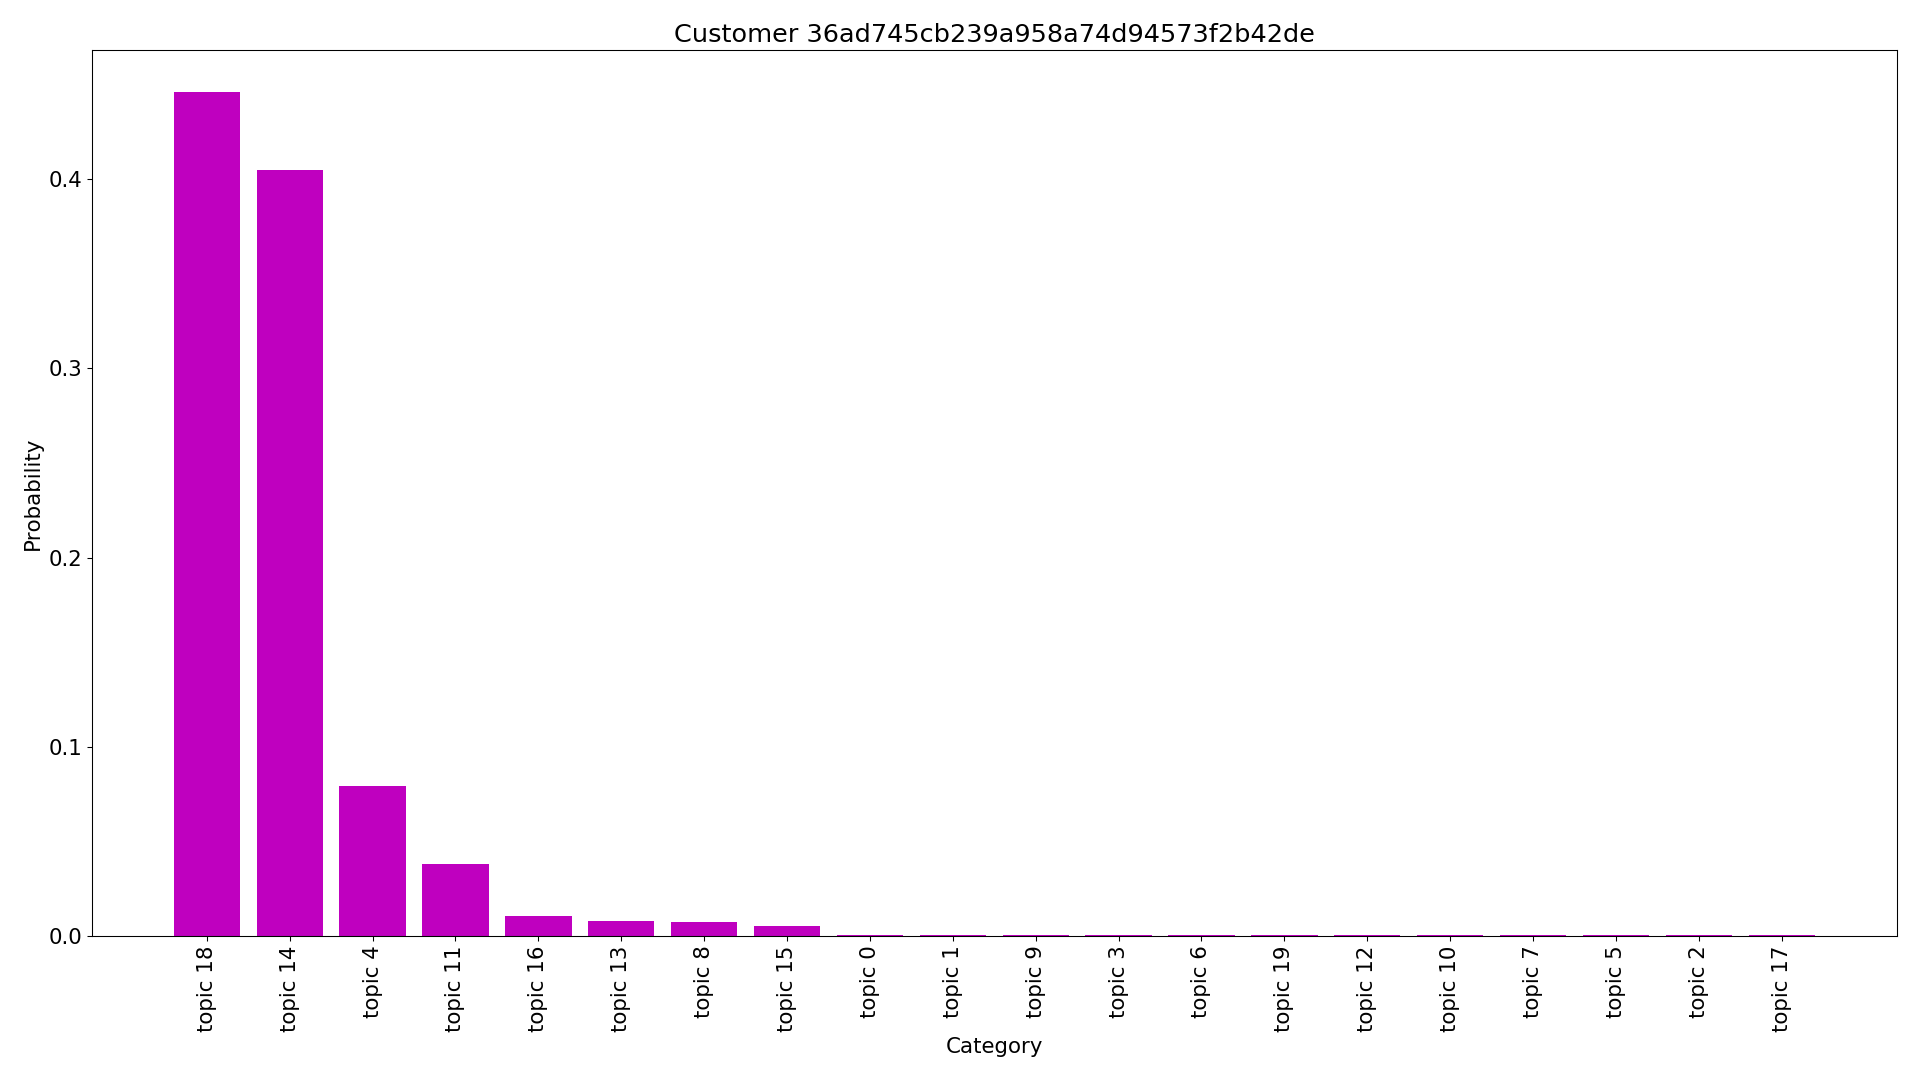 Customer 36ad745cb239a958a74d94573f2b42de
Probability
0.4
0.3
0.2
0.1
0.0
topic 18
topic 14
topic 4
topic 11
topic 16
topic 13
topic 8
topic 15
topic 0
topic 1
topic 9
topic 3
topic 6
topic 19
topic 12
topic 10
topic 7
topic 5
topic 2
topic 17
Category